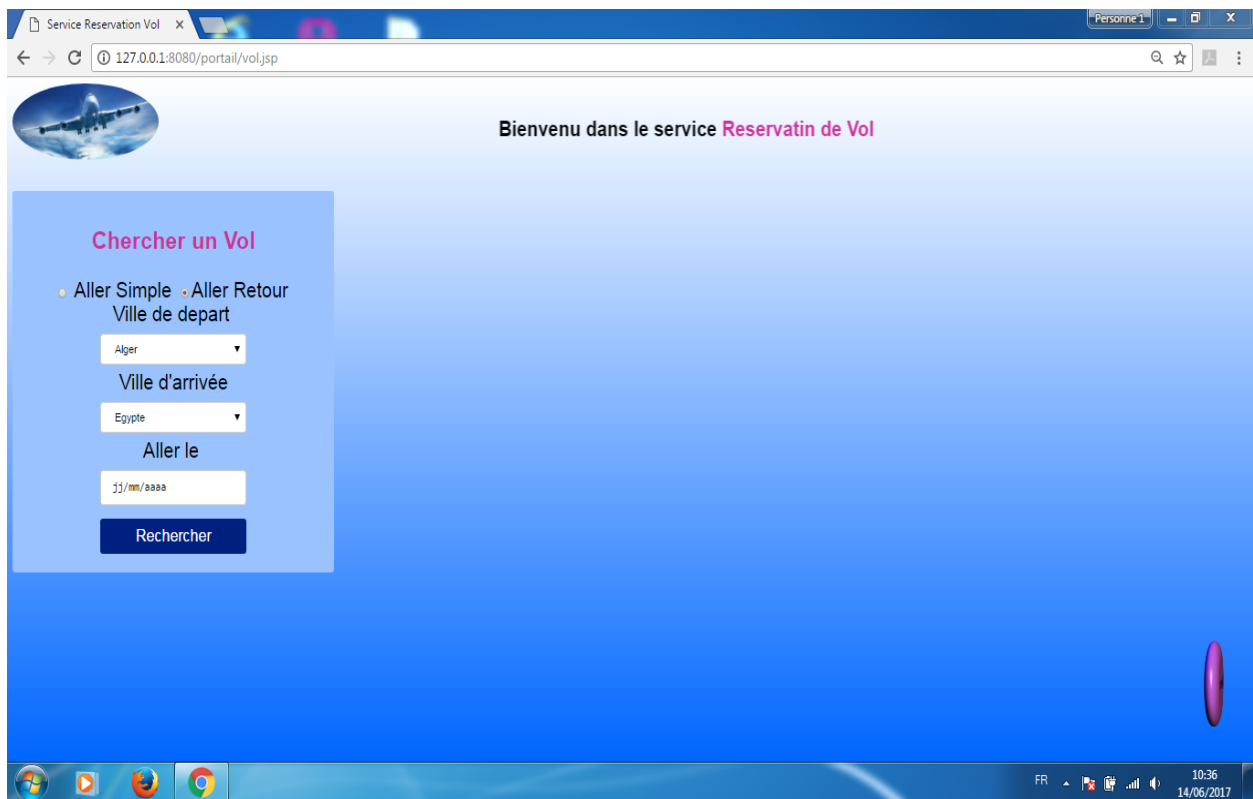 Service Reservation Vol
Personne 1
127.0.0.1:8080/portail/vol.jsp
Bienvenu dans le service Reservatin de Vol
Chercher un Vol
Aller Simple Aller Retour
Ville de depart
Alger
Ville d'arrivée
Egypte
Aller le
jj/mm/aaaa
Rechercher
FR
10:36
14/06/2017